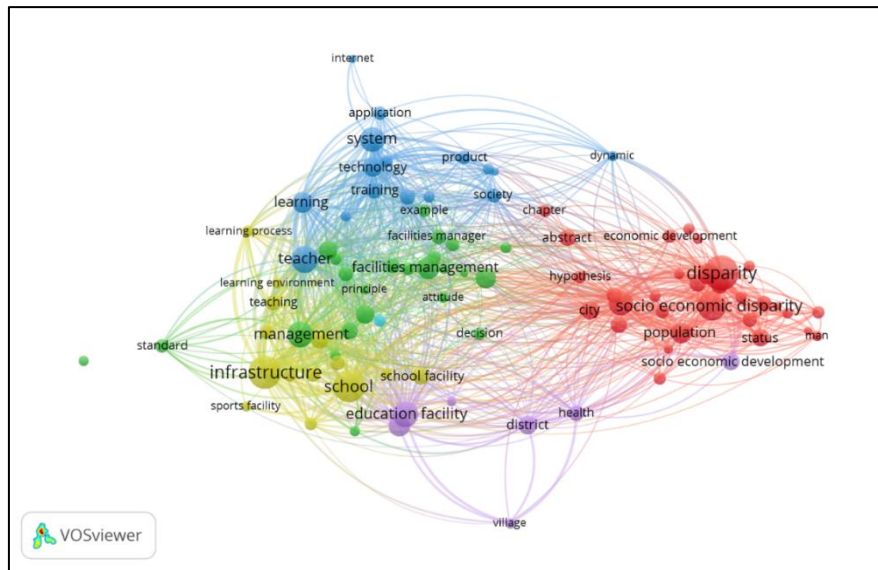 internet
application
system
technology
product
dynamic
training
society
learning
example
chapter
learning process
facilities manager
abstract
economic development
teacher
facilities management
disparity
learning environment
hypothesis
principle
attitude
teaching
city
socio economic disparity
management
decision
population
status
man
standard
socio economic development
infrastructure
school facility
school
sports facility
education facility
health
district
village
VOSviewer